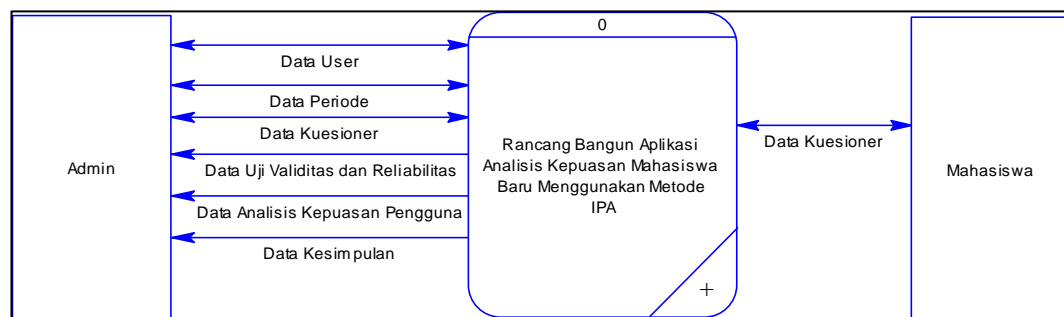 0
Data User
Data Periode
Data Kuesioner
Data Uji Validitas dan Reliabilitas
Data Analisis Kepuasan Pengguna
Data Kesimpulan
Admin
Rancang Bangun Aplikasi
Analisis Kepuasan Mahasiswa
Baru Menggunakan Metode
IPA
Data Kuesioner
Mahasiswa
+